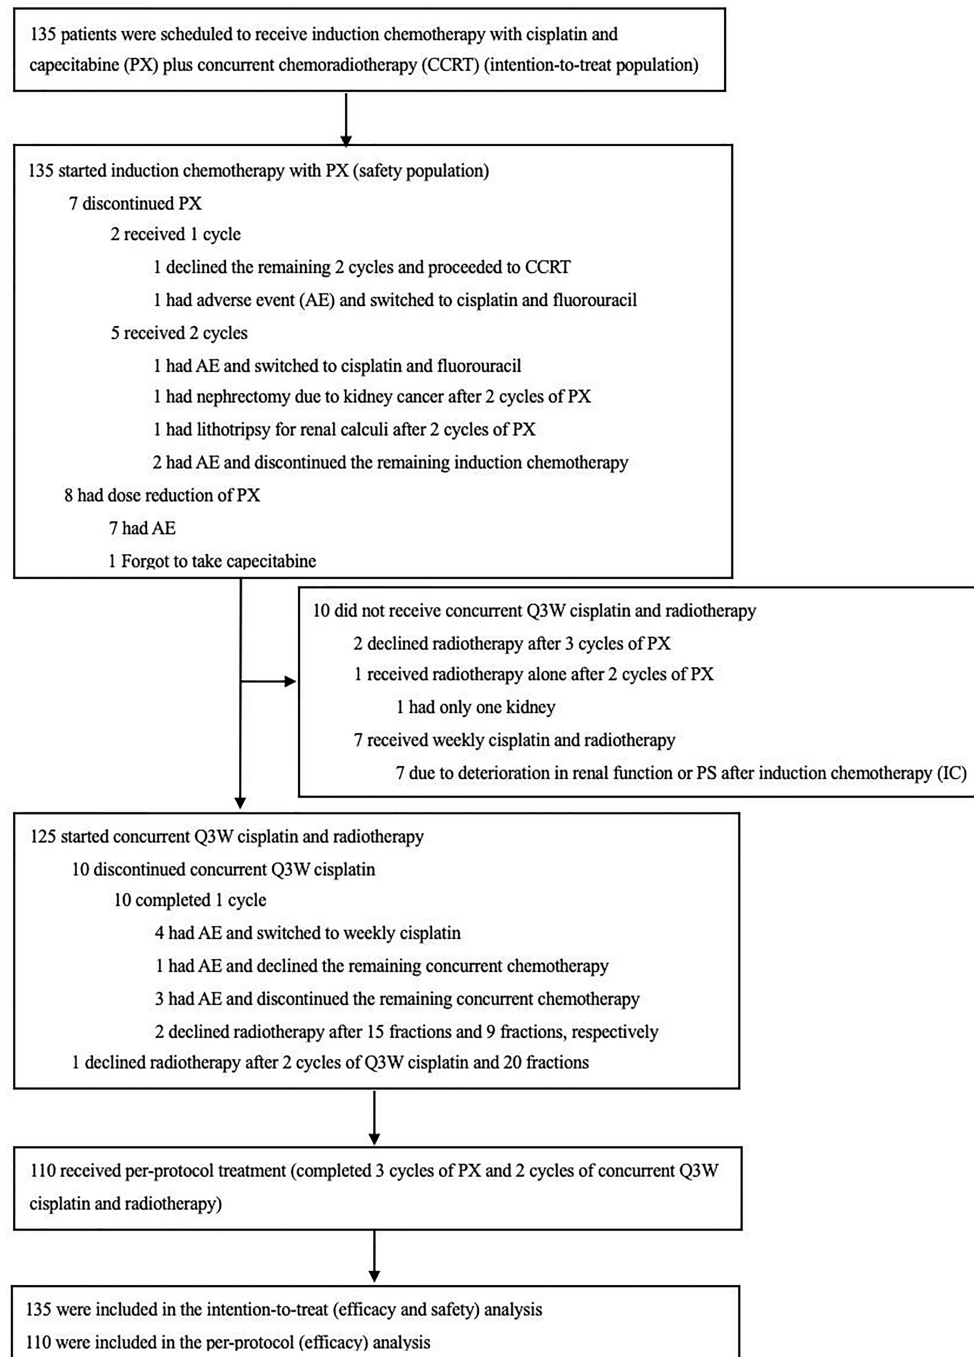 135 patients were scheduled to receive induction chemotherapy with cisplatin and
capecitabine (PX) plus concurrent chemoradiotherapy (CCRT) (intention-to-treat population)
135 started induction chemotherapy with PX (safety population)
7 discontinued PX
2 received 1 cycle
1 declined the remaining 2 cycles and proceeded to CCRT
1 had adverse event (AE) and switched to cisplatin and fluorouracil
5 received 2 cycles
1 had AE and switched to cisplatin and fluorouracil
1 had nephrectomy due to kidney cancer after 2 cycles of PX
1 had lithotripsy for renal calculi after 2 cycles of PX
2 had AE and discontinued the remaining induction chemotherapy
8 had dose reduction of PX
7 had AE
1 Forgot to take capecitabine
10 did not receive concurrent Q3W cisplatin and radiotherapy
2 declined radiotherapy after 3 cycles of PX
1 received radiotherapy alone after 2 cycles of PX
1 had only one kidney
7 received weekly cisplatin and radiotherapy
7 due to deterioration in renal function or PS after induction chemotherapy (IC)
125 started concurrent Q3W cisplatin and radiotherapy
10 discontinued concurrent Q3W cisplatin
10 completed 1 cycle
4 had AE and switched to weekly cisplatin
1 had AE and declined the remaining concurrent chemotherapy
3 had AE and discontinued the remaining concurrent chemotherapy
2 declined radiotherapy after 15 fractions and 9 fractions, respectively
1 declined radiotherapy after 2 cycles of Q3W cisplatin and 20 fractions
110 received per-protocol treatment (completed 3 cycles of PX and 2 cycles of concurrent Q3W
cisplatin and radiotherapy)
135 were included in the intention-to-treat (efficacy and safety) analysis
110 were included in the per-protocol (efficacy) analysis